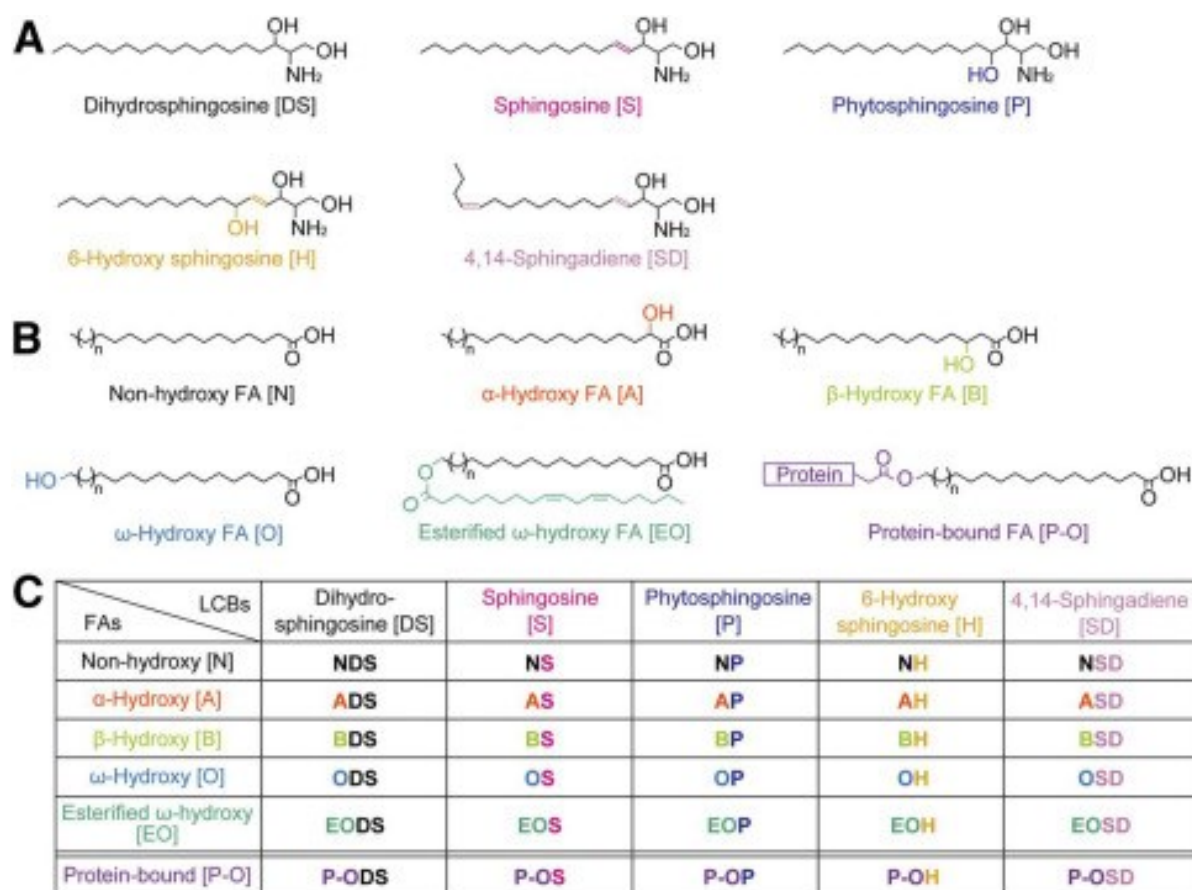 A
OH
OH
NH₂
Dihydrosphingosine [DS]
OH
OH
NH₂
Sphingosine [S]
OH
OH
HO NH₂
Phytosphingosine [P]
OH
OH
OH NH₂
6-Hydroxy sphingosine [H]
OH
OH
NH₂
4,14-Sphingadiene [SD]
B
( )n OH
O
Non-hydroxy FA [N]
OH
( )n OH
O
α-Hydroxy FA [A]
( )n OH
HO O
β-Hydroxy FA [B]
HO ( )n OH
O
ω-Hydroxy FA [O]
O ( )n OH
O O
Esterified ω-hydroxy FA [EO]
Protein O O ( )n OH
O
Protein-bound FA [P-O]
C
LCBs
FAs
Dihydro-
sphingosine [DS]
Sphingosine
[S]
Phytosphingosine
[P]
6-Hydroxy
sphingosine [H]
4,14-Sphingadiene
[SD]
Non-hydroxy [N] NDS NS NP NH NSD
α-Hydroxy [A] ADS AS AP AH ASD
β-Hydroxy [B] BDS BS BP BH BSD
ω-Hydroxy [O] ODS OS OP OH OSD
Esterified ω-hydroxy
[EO] EODS EOS EOP EOH EOSD
Protein-bound [P-O] P-ODS P-OS P-OP P-OH P-OSD